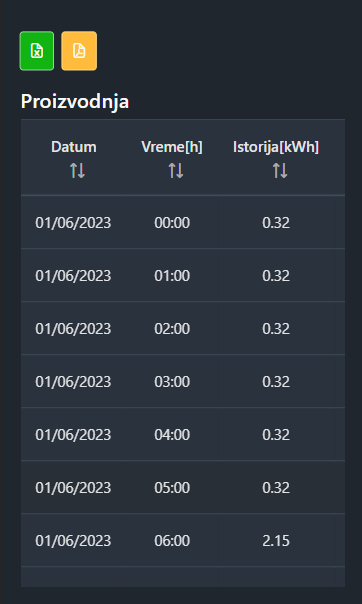 Proizvodnja
Datum Vreme[h] Istorija[kWh]
01/06/2023 00:00 0.32
01/06/2023 01:00 0.32
01/06/2023 02:00 0.32
01/06/2023 03:00 0.32
01/06/2023 04:00 0.32
01/06/2023 05:00 0.32
01/06/2023 06:00 2.15